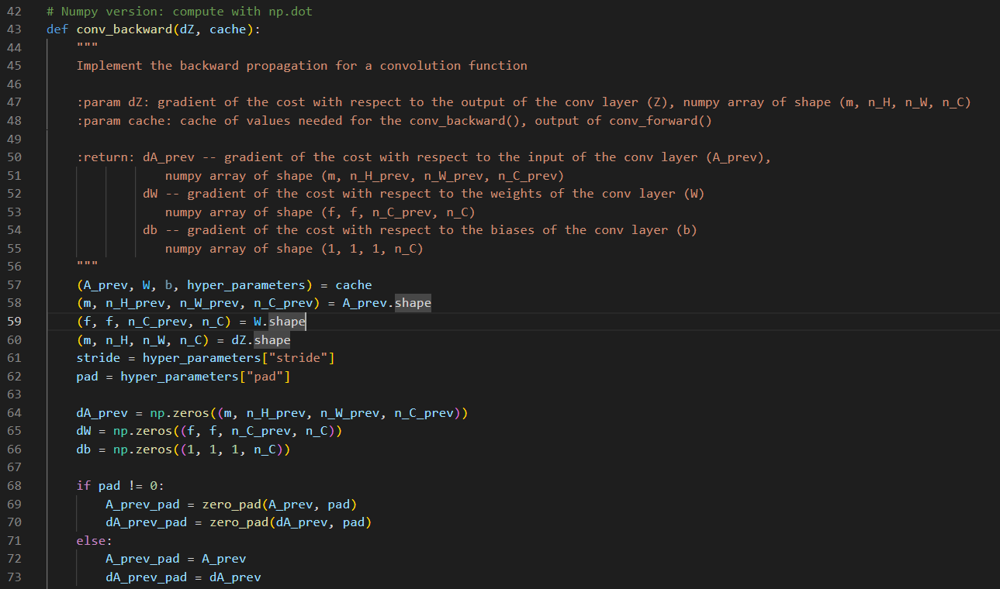 42 # Numpy version: compute with np.dot
43 def conv_backward(dZ, cache):
44 """
45 Implement the backward propagation for a convolution function
46
47 :param dZ: gradient of the cost with respect to the output of the conv layer (Z), numpy array of shape (m, n_H, n_W, n_C)
48 :param cache: cache of values needed for the conv_backward(), output of conv_forward()
49
50 :return: dA_prev -- gradient of the cost with respect to the input of the conv layer (A_prev),
51 numpy array of shape (m, n_H_prev, n_W_prev, n_C_prev)
52 dW -- gradient of the cost with respect to the weights of the conv layer (W)
53 numpy array of shape (f, f, n_C_prev, n_C)
54 db -- gradient of the cost with respect to the biases of the conv layer (b)
55 numpy array of shape (1, 1, 1, n_C)
56 """
57 (A_prev, W, b, hyper_parameters) = cache
58 (m, n_H_prev, n_W_prev, n_C_prev) = A_prev.shape
59 (f, f, n_C_prev, n_C) = W.shape
60 (m, n_H, n_W, n_C) = dZ.shape
61 stride = hyper_parameters["stride"]
62 pad = hyper_parameters["pad"]
63
64 dA_prev = np.zeros((m, n_H_prev, n_W_prev, n_C_prev))
65 dW = np.zeros((f, f, n_C_prev, n_C))
66 db = np.zeros((1, 1, 1, n_C))
67
68 if pad != 0:
69 A_prev_pad = zero_pad(A_prev, pad)
70 dA_prev_pad = zero_pad(dA_prev, pad)
71 else:
72 A_prev_pad = A_prev
73 dA_prev_pad = dA_prev